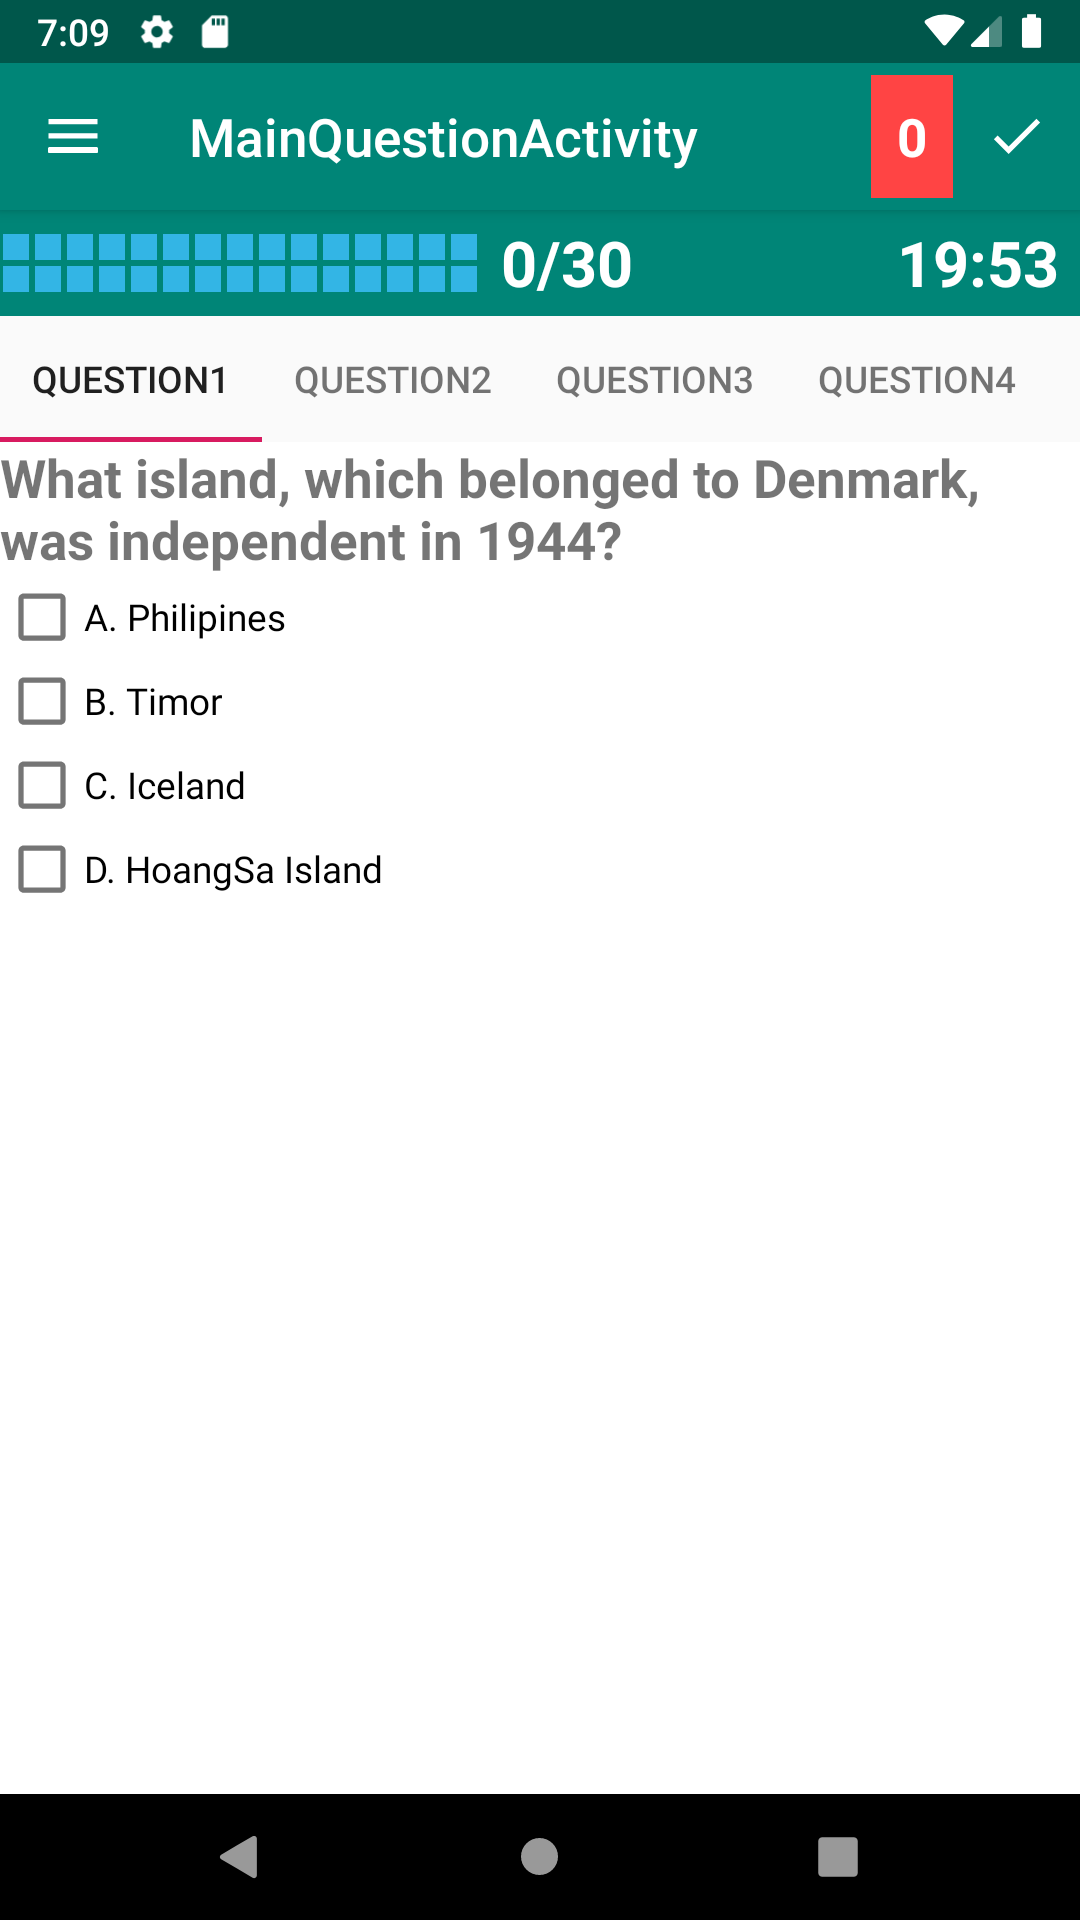 7:09
MainQuestionActivity
0
0/30
19:53
QUESTION1
QUESTION2
QUESTION3
QUESTION4
What island, which belonged to Denmark,
was independent in 1944?
A. Philipines
B. Timor
C. Iceland
D. HoangSa Island